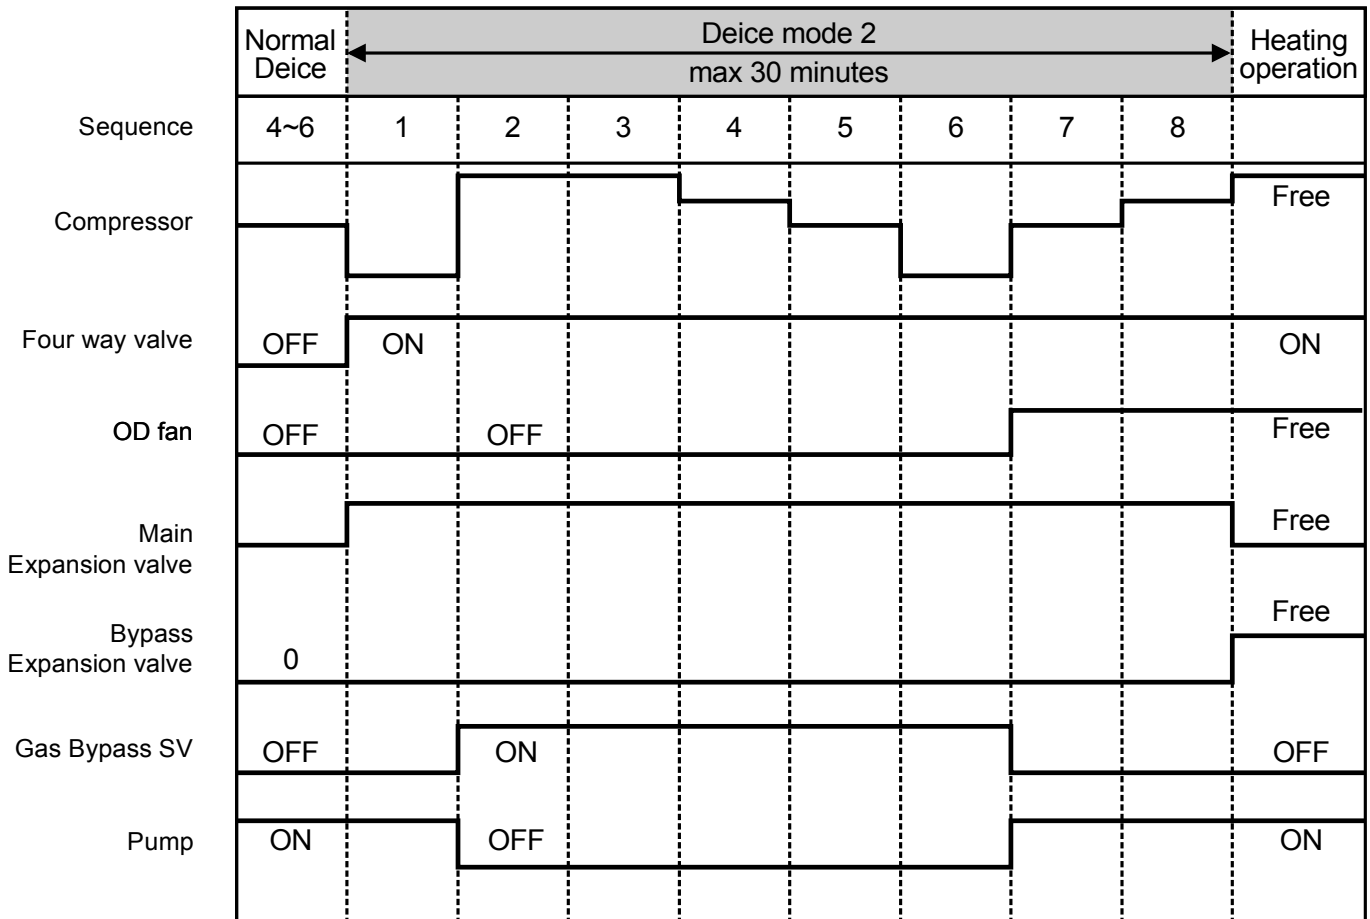 Normal
Deice
Deice mode 2
max 30 minutes
Heating
operation
Sequence 4~6 1 2 3 4 5 6 7 8
Compressor Free
Four way valve OFF ON ON
OD fan OFF OFF Free
Main
Expansion valve
Free
Bypass
Expansion valve
0
Free
Gas Bypass SV OFF ON OFF
Pump ON OFF ON